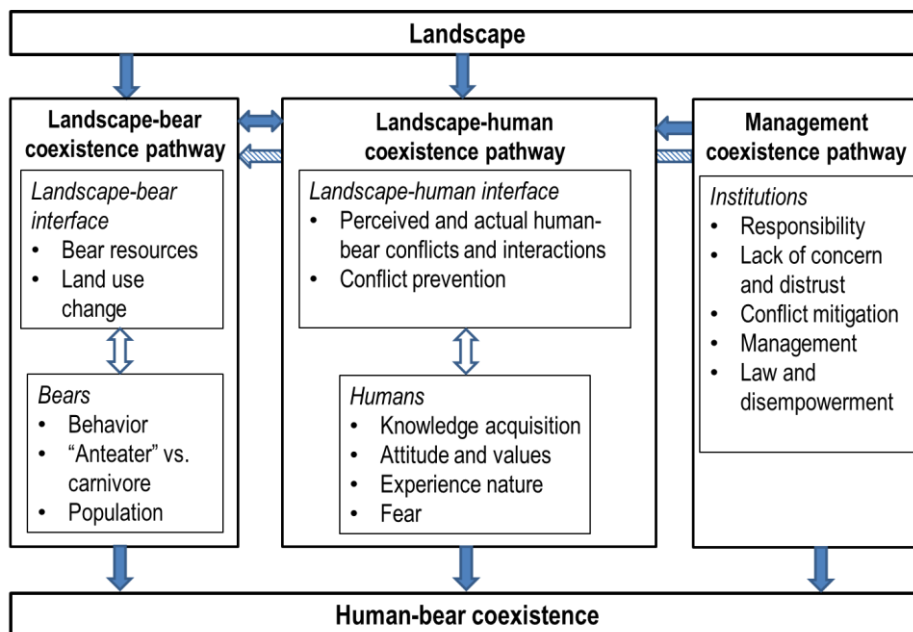 Landscape
Landscape-bear
coexistence pathway
Landscape-bear
interface
• Bear resources
• Land use
change
Bears
• Behavior
• “Anteater” vs.
carnivore
• Population
Landscape-human
coexistence pathway
Landscape-human interface
• Perceived and actual human-
bear conflicts and interactions
• Conflict prevention
Humans
• Knowledge acquisition
• Attitude and values
• Experience nature
• Fear
Management
coexistence pathway
Institutions
• Responsibility
• Lack of concern
and distrust
• Conflict mitigation
• Management
• Law and
disempowerment
Human-bear coexistence